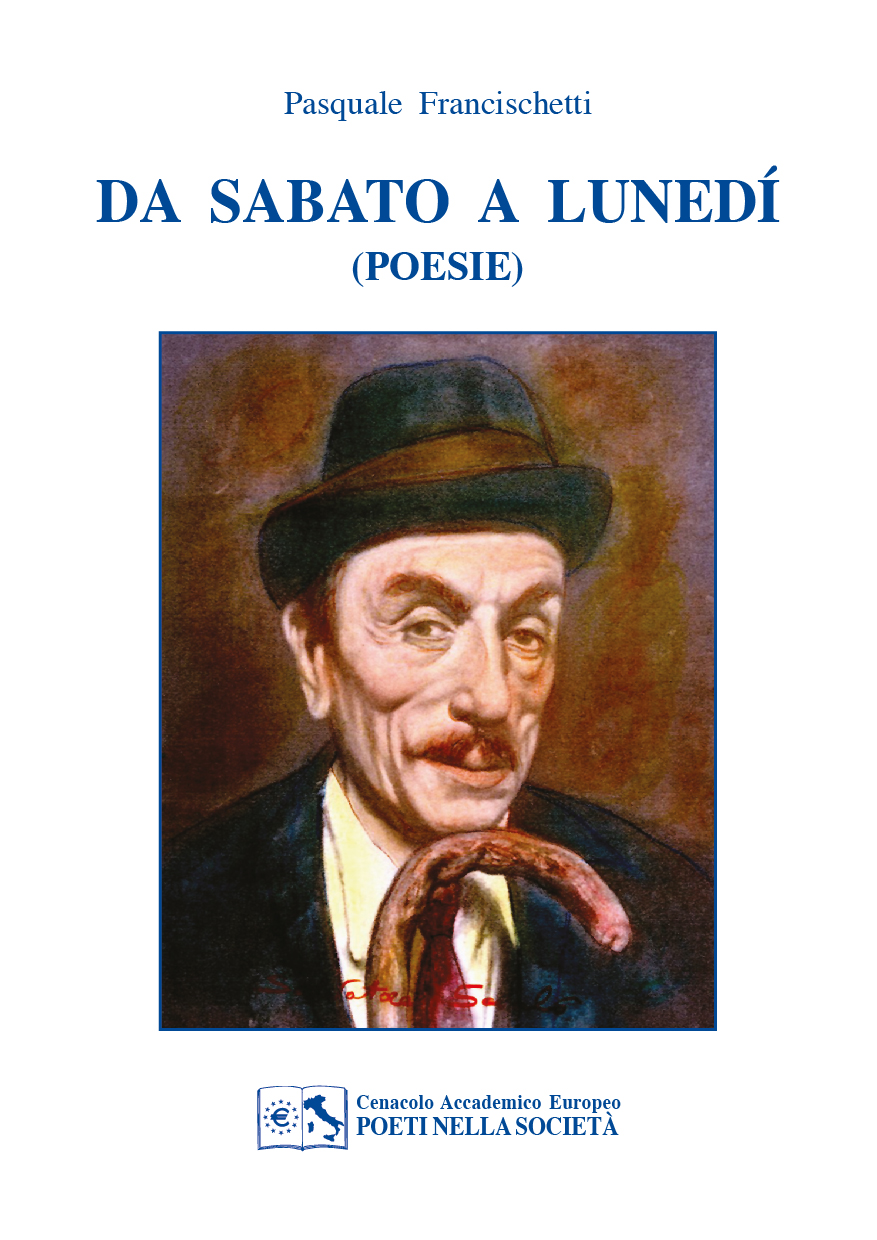 Pasquale Francischetti
DA SABATO A LUNEDÍ
(POESIE)
€
Cenacolo Accademico Europeo
POETI NELLA SOCIETÀ